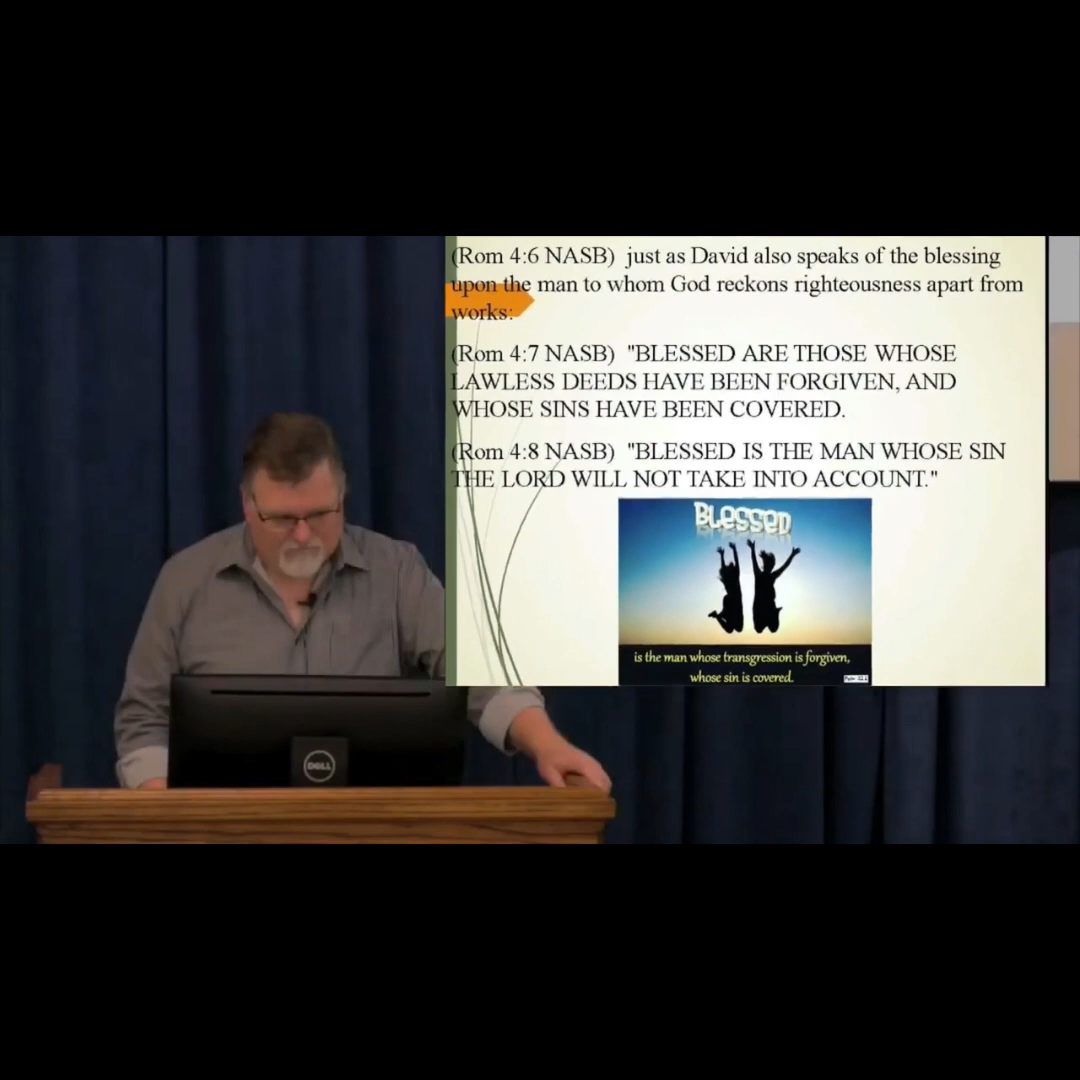 (Rom 4:6 NASB)  just as David also speaks of the blessing
upon the man to whom God reckons righteousness apart from
works:
(Rom 4:7 NASB)  "BLESSED ARE THOSE WHOSE
LAWLESS DEEDS HAVE BEEN FORGIVEN, AND
WHOSE SINS HAVE BEEN COVERED.
(Rom 4:8 NASB)  "BLESSED IS THE MAN WHOSE SIN
THE LORD WILL NOT TAKE INTO ACCOUNT."
BLESSED
is the man whose transgression is forgiven,
whose sin is covered.
DELL